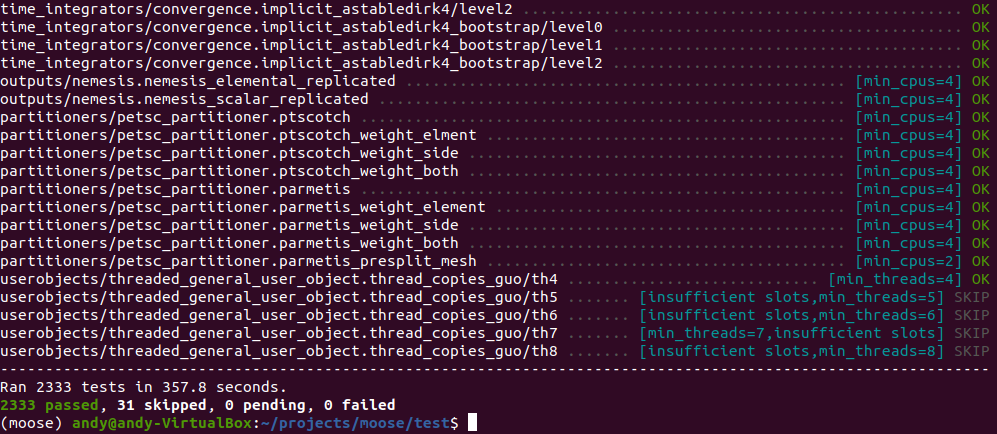 time_integrators/convergence.implicit_astabledirk4/level2 .......................................... OK
time_integrators/convergence.implicit_astabledirk4_bootstrap/level0 ................................ OK
time_integrators/convergence.implicit_astabledirk4_bootstrap/level1 ................................ OK
time_integrators/convergence.implicit_astabledirk4_bootstrap/level2 ................................ OK
outputs/nemesis.nemesis_elemental_replicated ......................................... [min_cpus=4] OK
outputs/nemesis.nemesis_scalar_replicated ............................................ [min_cpus=4] OK
partitioners/petsc_partitioner.ptscotch .............................................. [min_cpus=4] OK
partitioners/petsc_partitioner.ptscotch_weight_elment ................................ [min_cpus=4] OK
partitioners/petsc_partitioner.ptscotch_weight_side .................................. [min_cpus=4] OK
partitioners/petsc_partitioner.ptscotch_weight_both .................................. [min_cpus=4] OK
partitioners/petsc_partitioner.parmetis .............................................. [min_cpus=4] OK
partitioners/petsc_partitioner.parmetis_weight_element ............................... [min_cpus=4] OK
partitioners/petsc_partitioner.parmetis_weight_side .................................. [min_cpus=4] OK
partitioners/petsc_partitioner.parmetis_weight_both .................................. [min_cpus=4] OK
partitioners/petsc_partitioner.parmetis_presplit_mesh ................................ [min_cpus=2] OK
userobjects/threaded_general_user_object.thread_copies_guo/th4 .................... [min_threads=4] OK
userobjects/threaded_general_user_object.thread_copies_guo/th5 ....... [insufficient slots,min_threads=5] SKIP
userobjects/threaded_general_user_object.thread_copies_guo/th6 ....... [insufficient slots,min_threads=6] SKIP
userobjects/threaded_general_user_object.thread_copies_guo/th7 ....... [min_threads=7,insufficient slots] SKIP
userobjects/threaded_general_user_object.thread_copies_guo/th8 ....... [insufficient slots,min_threads=8] SKIP
--------------------------------------------------------------------------------------------------------------
Ran 2333 tests in 357.8 seconds.
2333 passed, 31 skipped, 0 pending, 0 failed
(moose) andy@andy-VirtualBox:~/projects/moose/test$